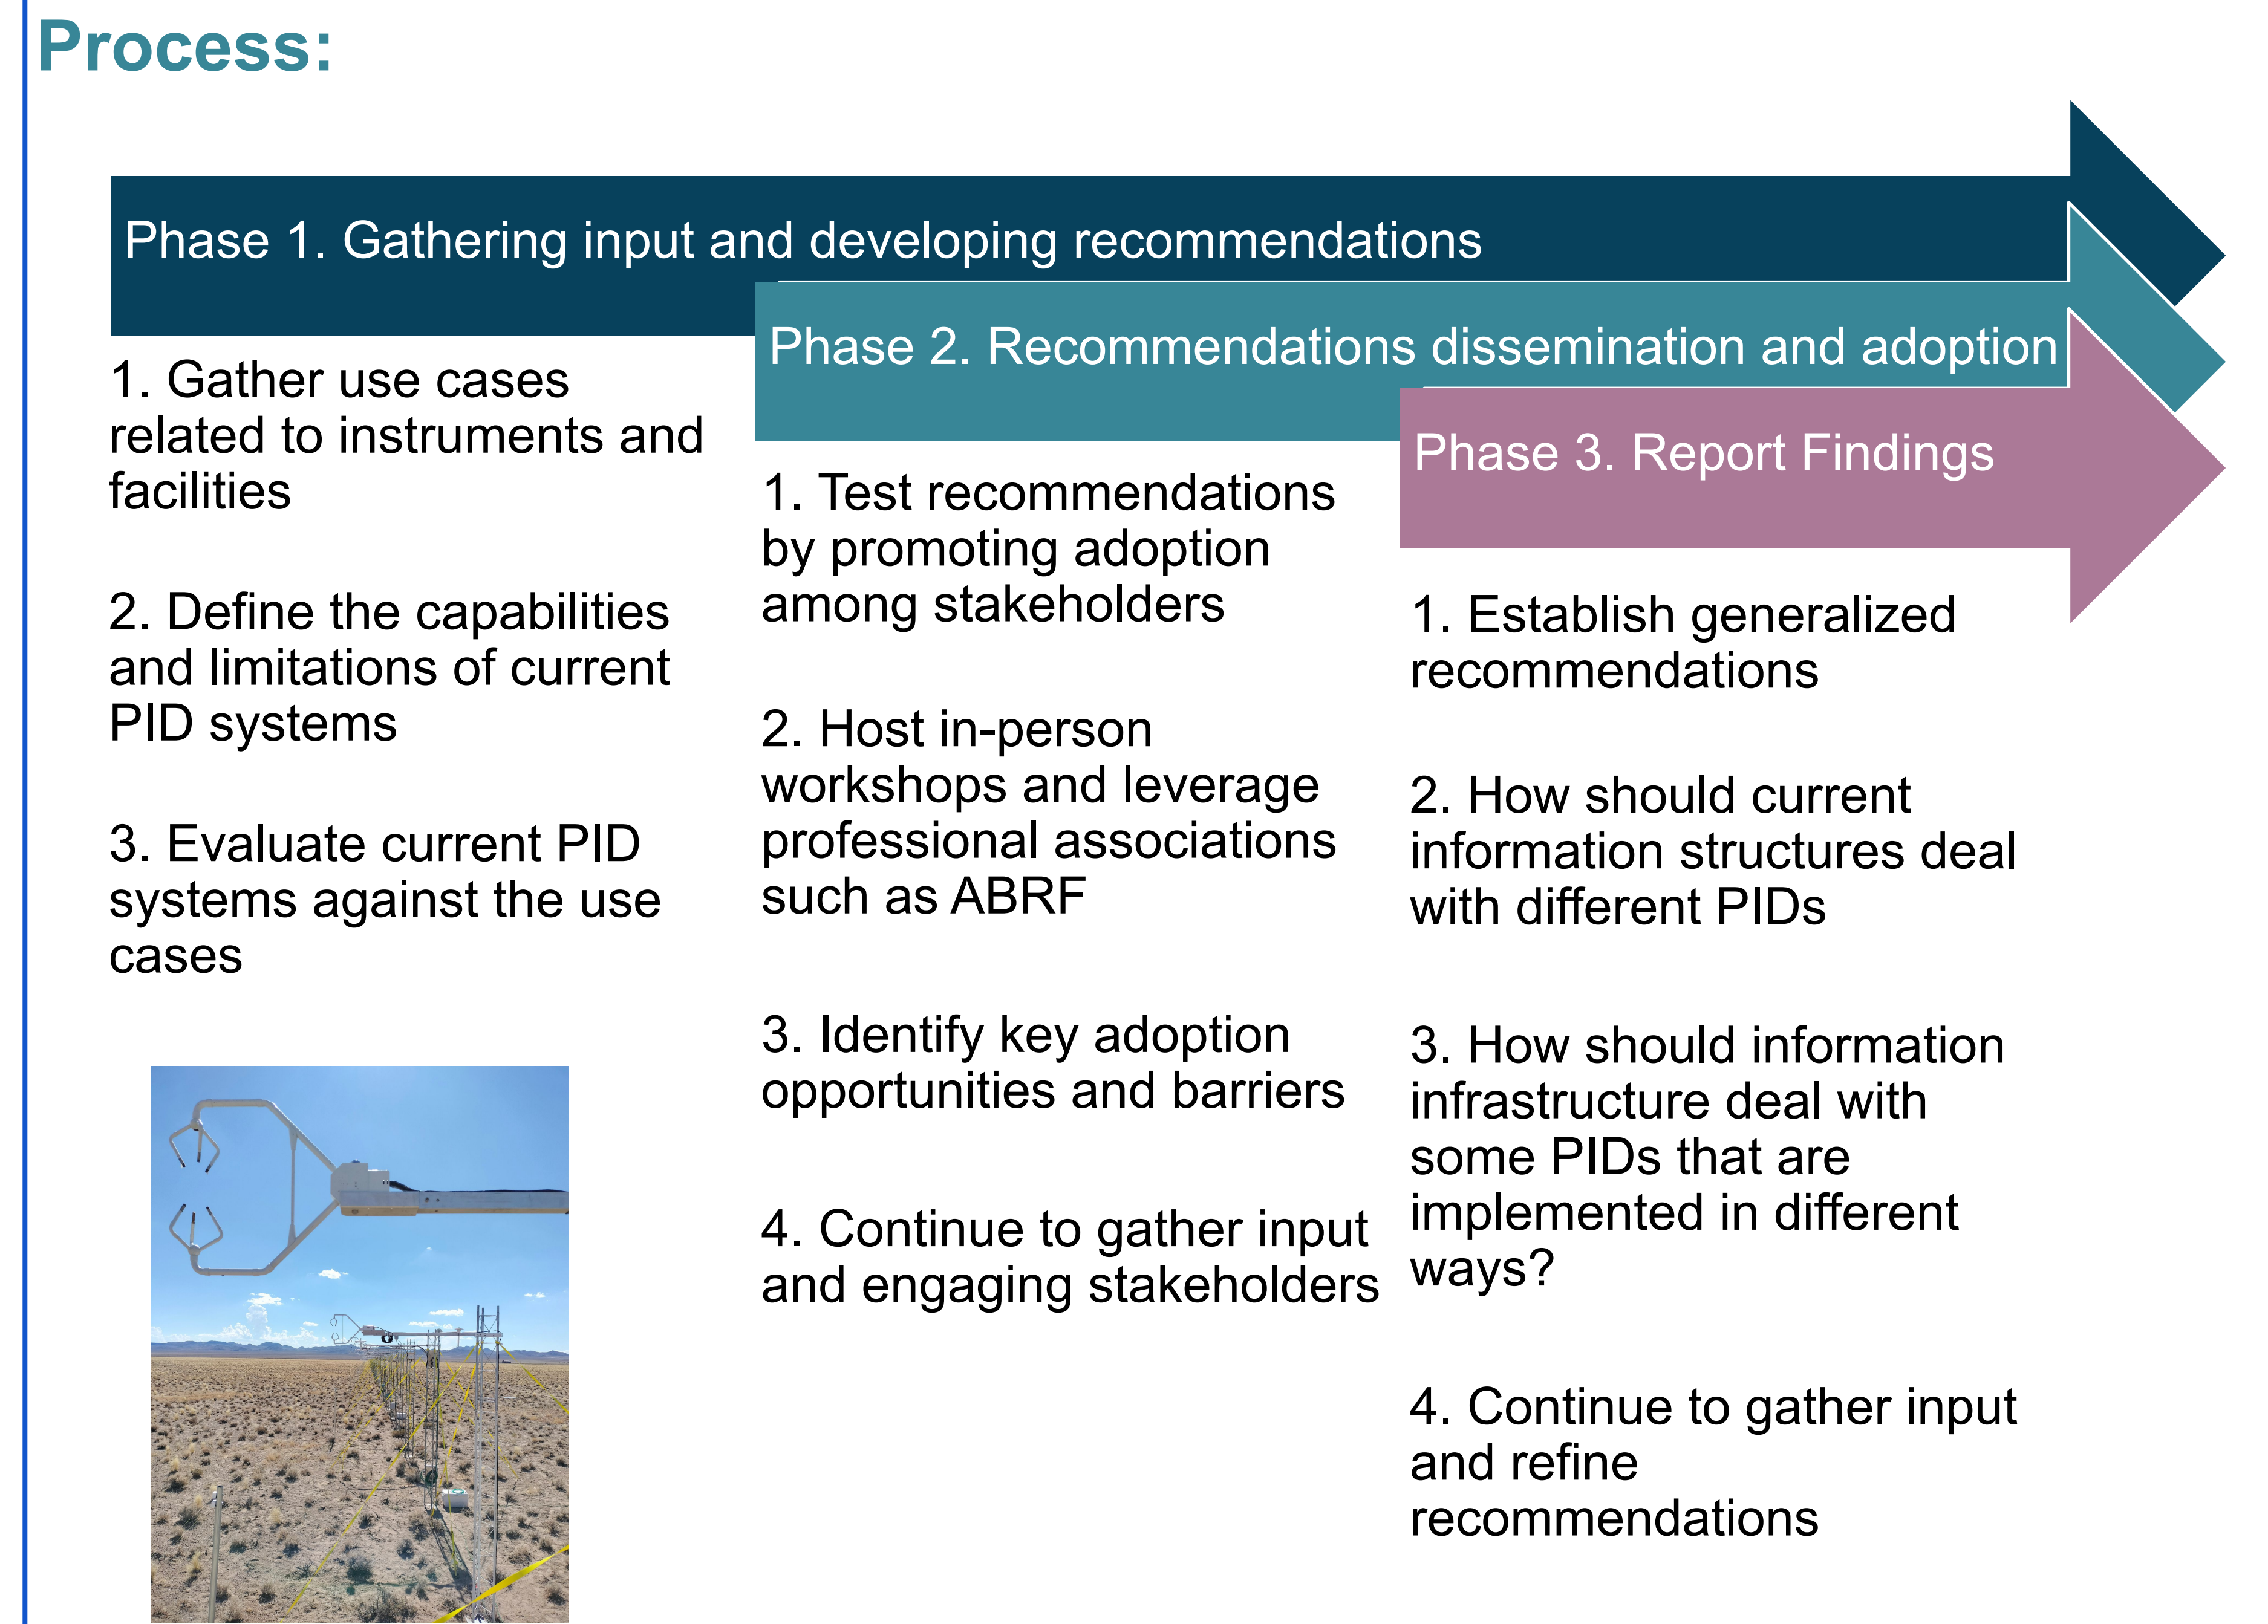 Process:
Phase 1. Gathering input and developing recommendations
1. Gather use cases
related to instruments and
facilities
2. Define the capabilities
and limitations of current
PID systems
3. Evaluate current PID
systems against the use
cases
Phase 2. Recommendations dissemination and adoption
1. Test recommendations
by promoting adoption
among stakeholders
2. Host in-person
workshops and leverage
professional associations
such as ABRF
3. Identify key adoption
opportunities and barriers
4. Continue to gather input
and engaging stakeholders
Phase 3. Report Findings
1. Establish generalized
recommendations
2. How should current
information structures deal
with different PIDs
3. How should information
infrastructure deal with
some PIDs that are
implemented in different
ways?
4. Continue to gather input
and refine
recommendations